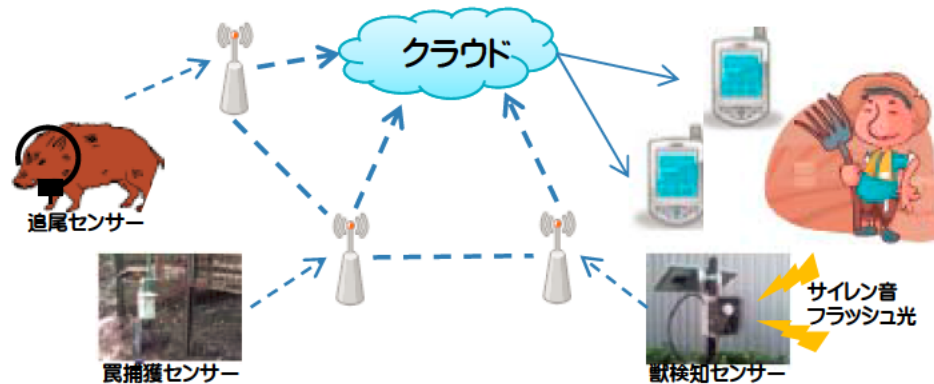 クラウド
追尾センサー
サイレン音
フラッシュ光
罠捕獲センサー
獣検知センサー